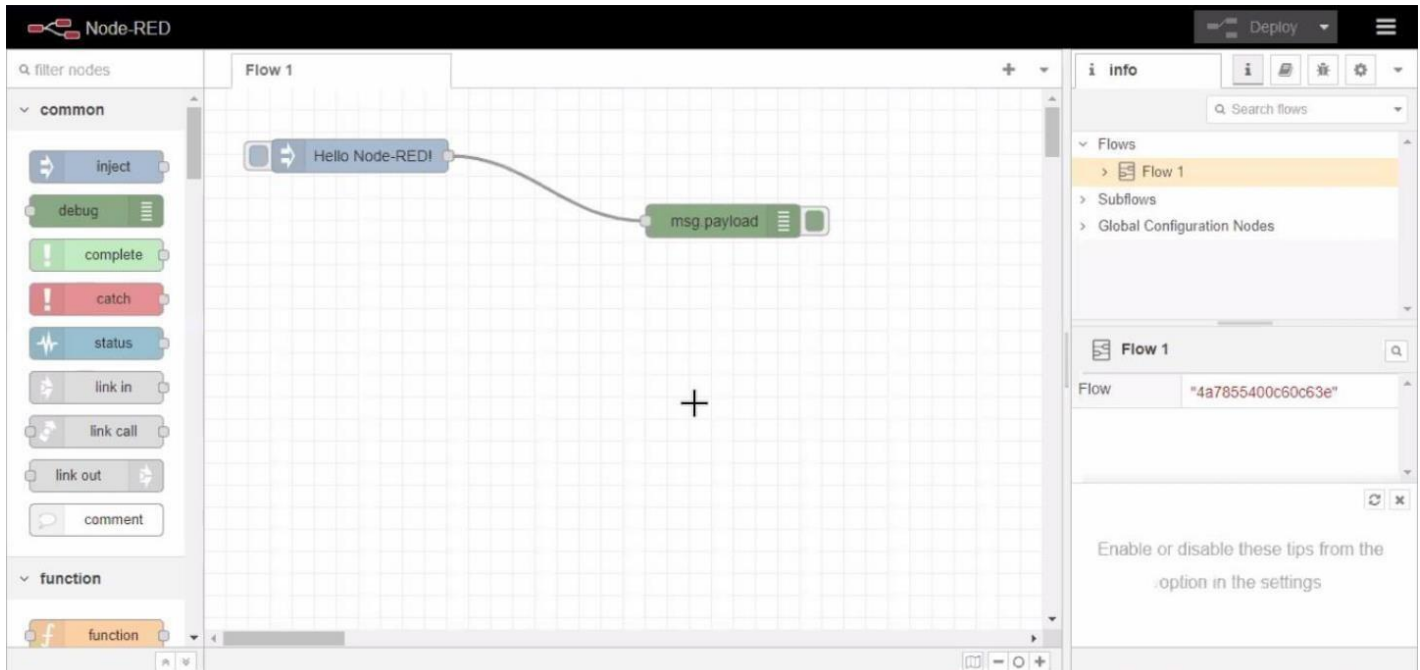 Node-RED
Deploy
filter nodes
Flow 1
i info
i
Search flows
common
inject
debug
complete
catch
status
link in
link call
link out
comment
function
function
Hello Node-RED!
msg.payload
Flows
Flow 1
Subflows
Global Configuration Nodes
Flow 1
Flow "4a7855400c60c63e"
Enable or disable these tips from the
option in the settings